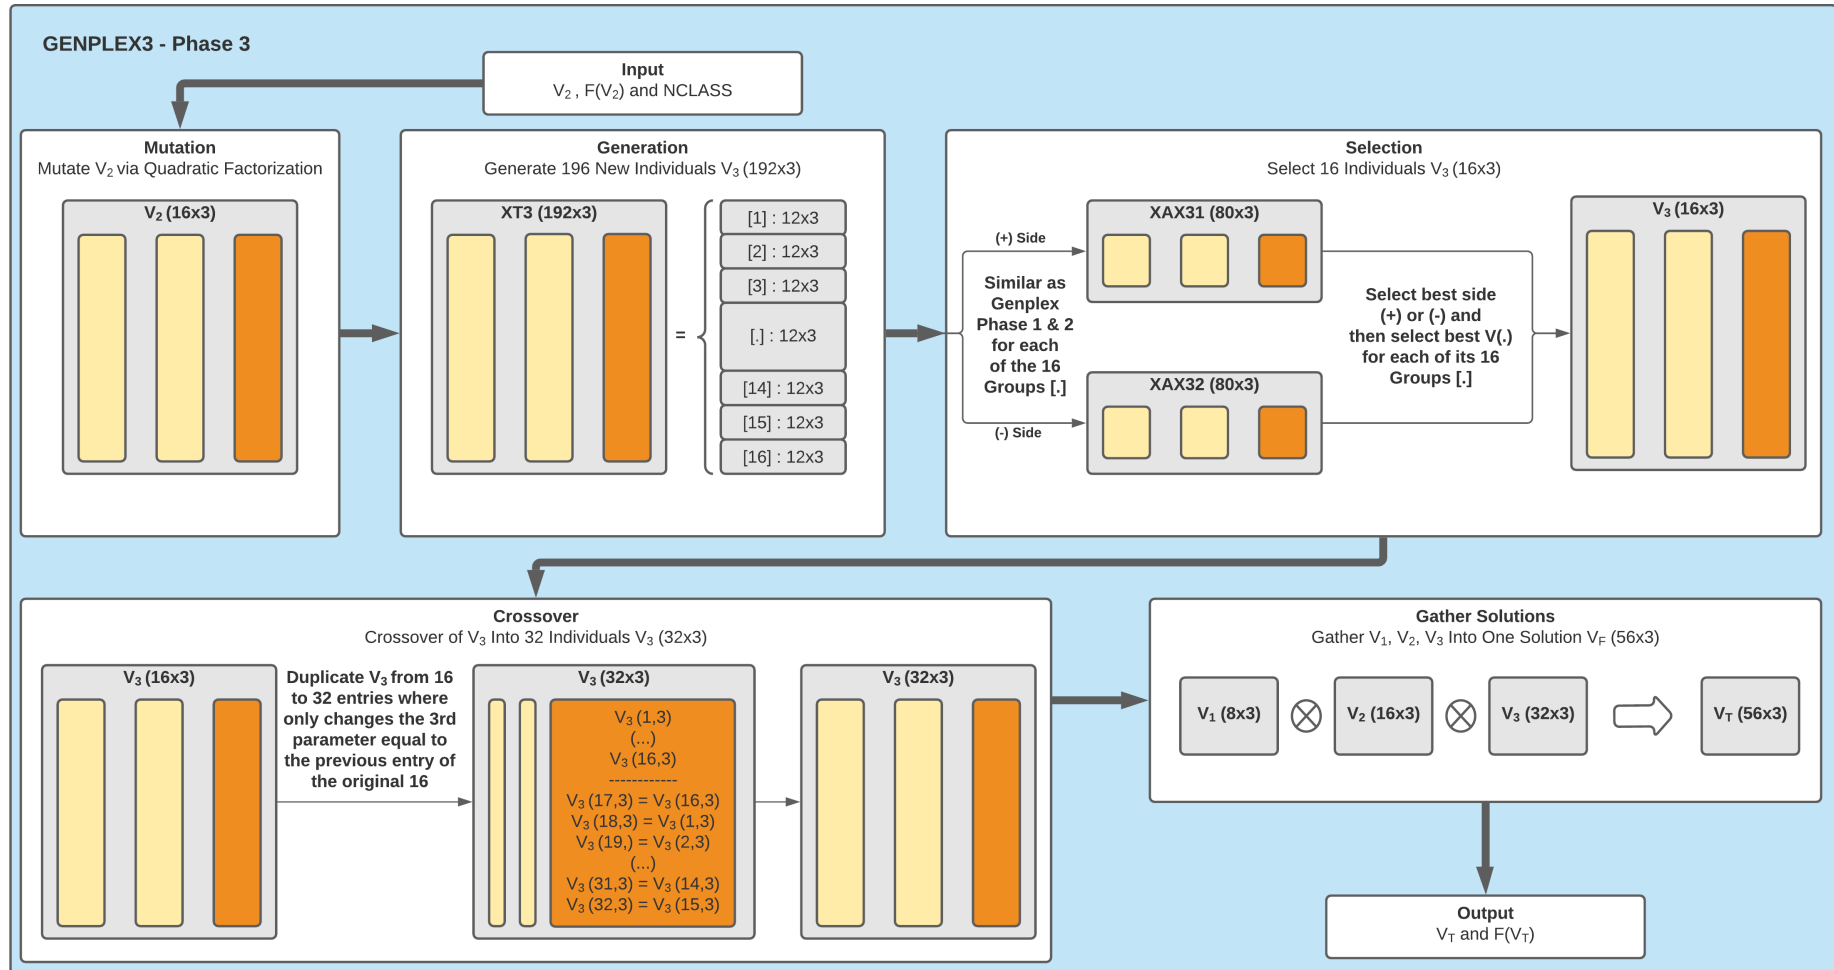 GENPLEX3 - Phase 3
Input
V₂ , F(V₂) and NCLASS
Mutation
Mutate V₂ via Quadratic Factorization
V₂ (16x3)
Generation
Generate 196 New Individuals V₃ (192x3)
XT3 (192x3)
=
[1] : 12x3
[2] : 12x3
[3] : 12x3
[.] : 12x3
[14] : 12x3
[15] : 12x3
[16] : 12x3
Selection
Select 16 Individuals V₃ (16x3)
(+) Side
Similar as
Genplex
Phase 1 & 2
for each
of the 16
Groups [.]
(-) Side
XAX31 (80x3)
XAX32 (80x3)
Select best side
(+) or (-) and
then select best V(.)
for each of its 16
Groups [.]
V₃ (16x3)
Crossover
Crossover of V₃ Into 32 Individuals V₃ (32x3)
V₃ (16x3)
Duplicate V₃ from 16
to 32 entries where
only changes the 3rd
parameter equal to
the previous entry of
the original 16
V₃ (32x3)
V₃ (1,3)
(...)
V₃ (16,3)
------------
V₃ (17,3) = V₃ (16,3)
V₃ (18,3) = V₃ (1,3)
V₃ (19,) = V₃ (2,3)
(...)
V₃ (31,3) = V₃ (14,3)
V₃ (32,3) = V₃ (15,3)
V₃ (32x3)
Gather Solutions
Gather V₁, V₂, V₃ Into One Solution V_F (56x3)
V₁ (8x3)
V₂ (16x3)
V₃ (32x3)
V_T (56x3)
Output
V_T and F(V_T)